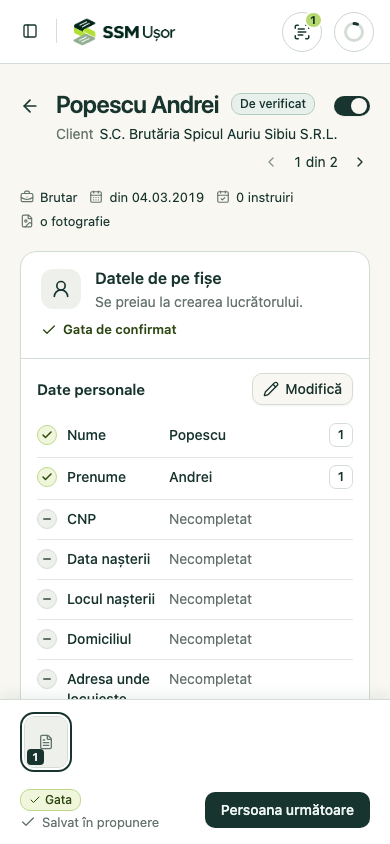 SSM Ușor
1
Popescu Andrei
De verificat
Client S.C. Brutăria Spicul Auriu Sibiu S.R.L.
1 din 2
Brutar
din 04.03.2019
0 instruiri
o fotografie
Datele de pe fișe
Se preiau la crearea lucrătorului.
Gata de confirmat
Date personale
Modifică
Nume Popescu 1
Prenume Andrei 1
CNP Necompletat
Data nașterii Necompletat
Locul nașterii Necompletat
Domiciliul Necompletat
Adresa unde Necompletat
locuiește
1
Gata
Salvat în propunere
Persoana următoare